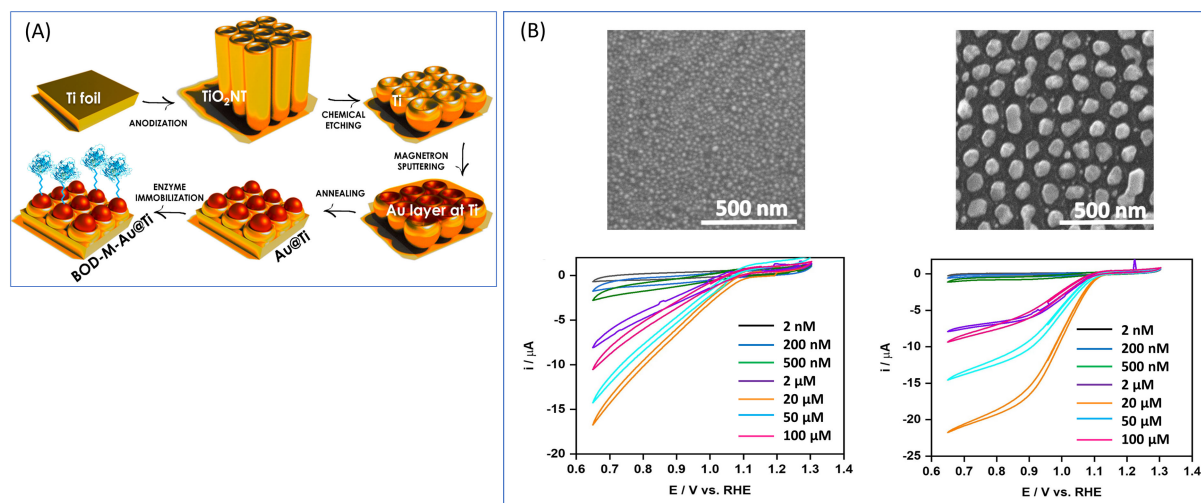 (A)
Ti foil
ANODIZATION
TiO₂NT
CHEMICAL
ETCHING
Ti
MAGNETRON
SPUTTERING
Au layer at Ti
ANNEALING
Au@Ti
ENZYME
IMMOBILIZATION
BOD-M-Au@Ti
(B)
500 nm
500 nm
0
-5
-10
-15
-20
i / µA
0.6 0.7 0.8 0.9 1.0 1.1 1.2 1.3 1.4
E / V vs. RHE
2 nM
200 nM
500 nM
2 µM
20 µM
50 µM
100 µM
0
-5
-10
-15
-20
-25
i / µA
0.6 0.7 0.8 0.9 1.0 1.1 1.2 1.3 1.4
E / V vs. RHE
2 nM
200 nM
500 nM
2 µM
20 µM
50 µM
100 µM